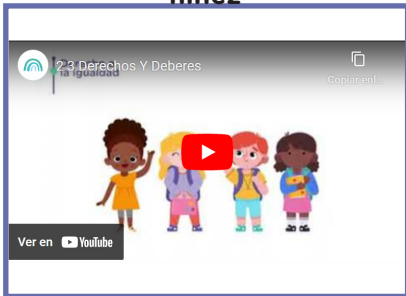 2.3.Derechos Y Deberes
la igualdad
Copiar enl...
Ver en YouTube